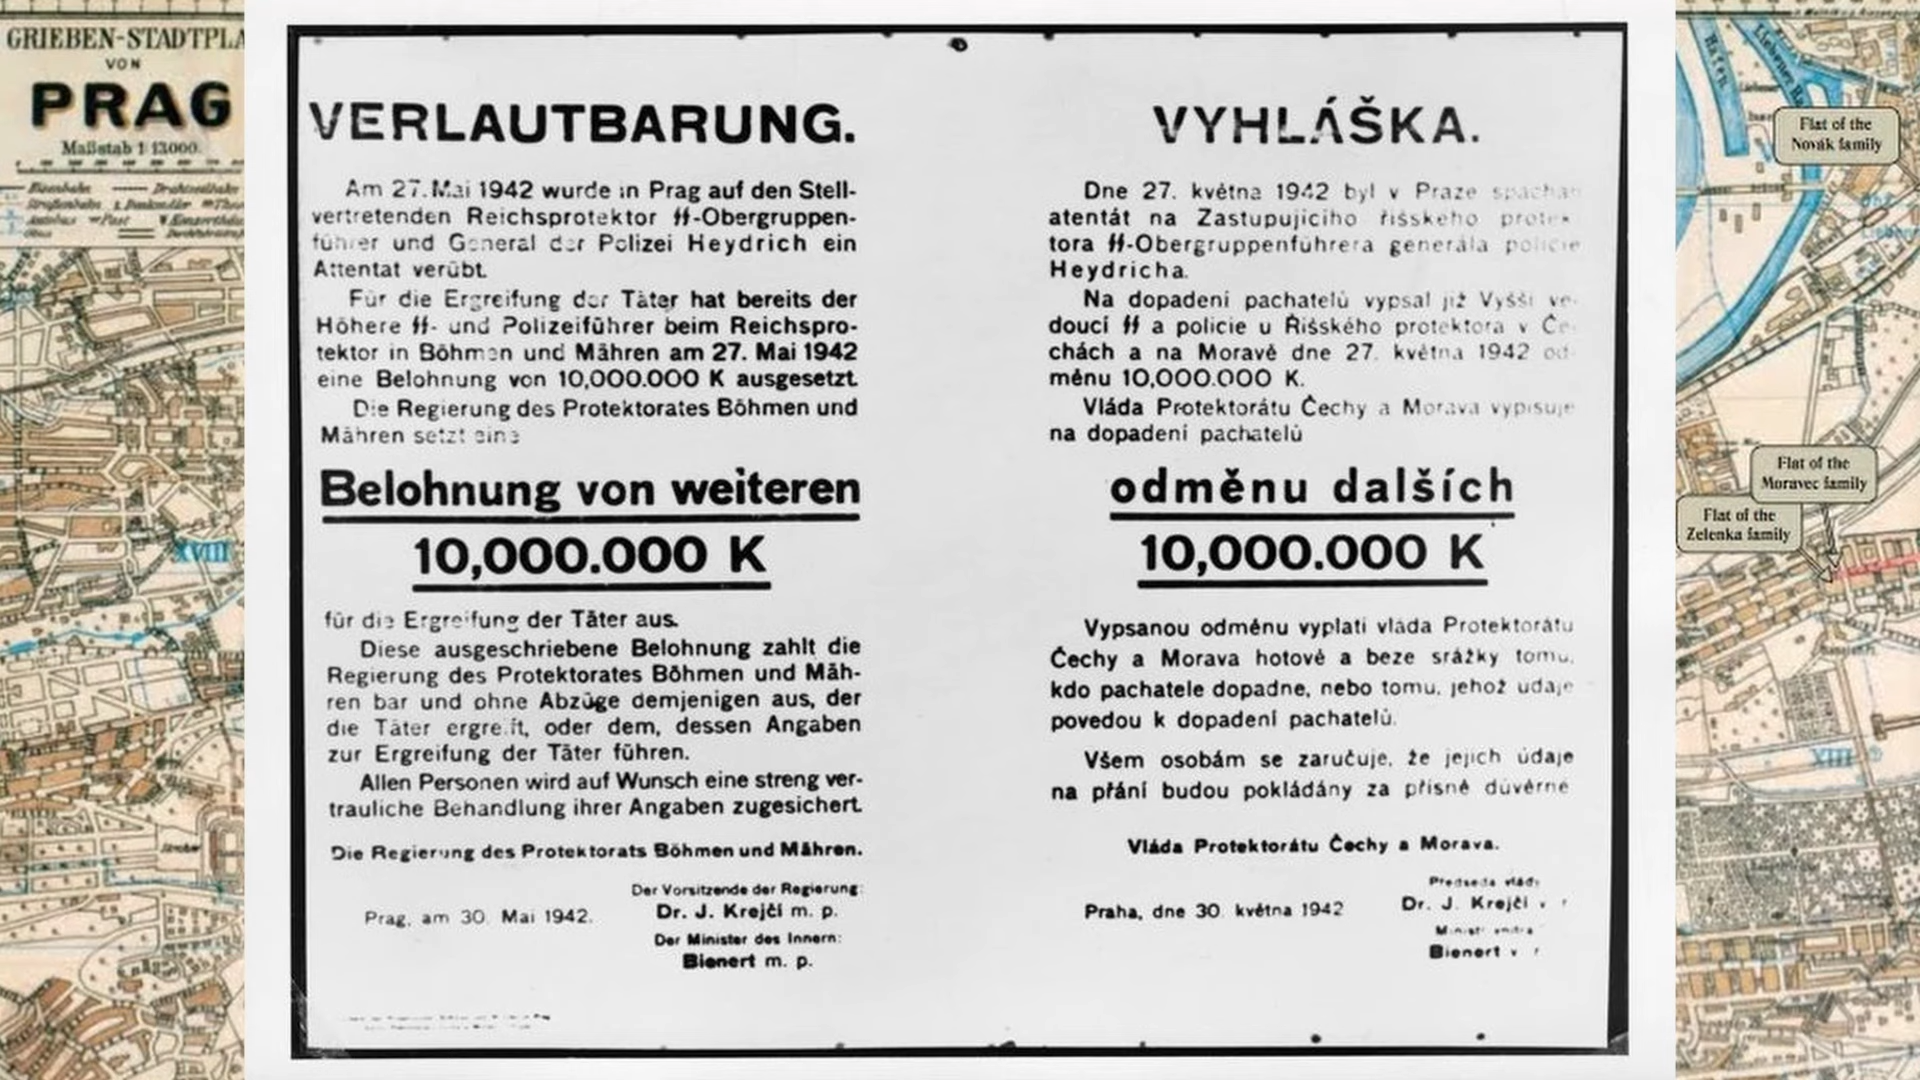 GRIEBEN-STADTPLA
VON
PRAG
Maßstab 1:13000.
XVIII
VERLAUTBARUNG.
Am 27. Mai 1942 wurde in Prag auf den Stell-
vertretenden Reichsprotektor SS-Obergruppen-
führer und General der Polizei Heydrich ein
Attentat verübt.
Für die Ergreifung der Täter hat bereits der
Höhere SS- und Polizeiführer beim Reichspro-
tektor in Böhmen und Mähren am 27. Mai 1942
eine Belohnung von 10,000.000 K ausgesetzt.
Die Regierung des Protektorates Böhmen und
Mähren setzt eine
Belohnung von weiteren
10,000.000 K
für die Ergreifung der Täter aus.
Diese ausgeschriebene Belohnung zahlt die
Regierung des Protektorates Böhmen und Mäh-
ren bar und ohne Abzüge demjenigen aus, der
die Täter ergreift, oder dem, dessen Angaben
zur Ergreifung der Täter führen.
Allen Personen wird auf Wunsch eine streng ver-
trauliche Behandlung ihrer Angaben zugesichert.
Die Regierung des Protektorats Böhmen und Mähren.
Prag, am 30. Mai 1942.
Der Vorsitzende der Regierung:
Dr. J. Krejčí m. p.
Der Minister des Innern:
Bienert m. p.
VYHLÁŠKA.
Dne 27. května 1942 byl v Praze spáchán
atentát na Zastupujícího říšského protek-
tora SS-Obergruppenführera generála policie
Heydricha.
Na dopadení pachatelů vypsal již Vyšší ve-
doucí SS a policie u Říšského protektora v Če-
chách a na Moravě dne 27. května 1942 od-
měnu 10,000.000 K.
Vláda Protektorátu Čechy a Morava vypisuje
na dopadení pachatelů
odměnu dalších
10,000.000 K
Vypsanou odměnu vyplatí vláda Protektorátu
Čechy a Morava hotově a beze srážky tomu,
kdo pachatele dopadne, nebo tomu, jehož údaje
povedou k dopadení pachatelů.
Všem osobám se zaručuje, že jejich údaje
na přání budou pokládány za přísně důvěrné
Vláda Protektorátu Čechy a Morava.
Praha, dne 30. května 1942
Předseda vlády
Dr. J. Krejčí v. r.
Ministr vnitra
Bienert v. r.
Flat of the
Novák family
Flat of the
Moravec family
Flat of the
Zelenka family
XIII